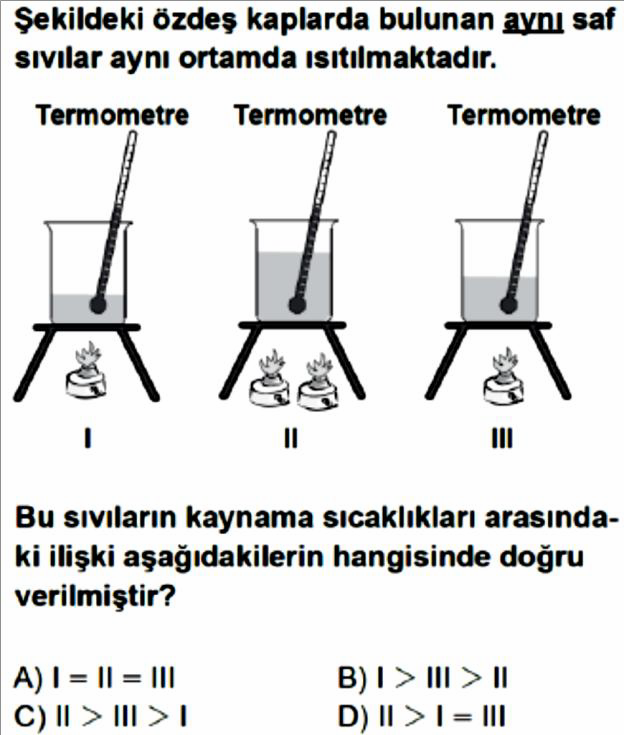 Şekildeki özdeş kaplarda bulunan aynı saf
sıvılar aynı ortamda ısıtılmaktadır.
Termometre Termometre Termometre
I II III
Bu sıvıların kaynama sıcaklıkları arasında-
ki ilişki aşağıdakilerin hangisinde doğru
verilmiştir?
A) I = II = III B) I > III > II
C) II > III > I D) II > I = III